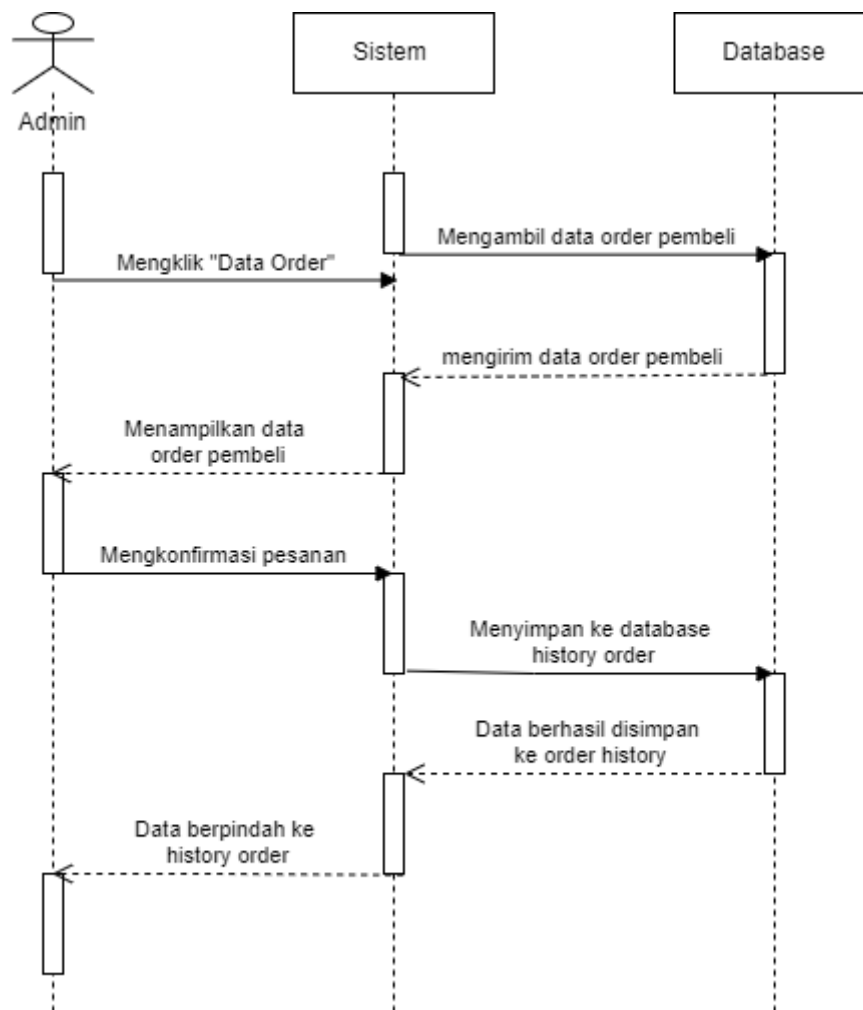 Sistem
Database
Admin
Mengambil data order pembeli
Mengklik "Data Order"
mengirim data order pembeli
Menampilkan data
order pembeli
Mengkonfirmasi pesanan
Menyimpan ke database
history order
Data berhasil disimpan
ke order history
Data berpindah ke
history order